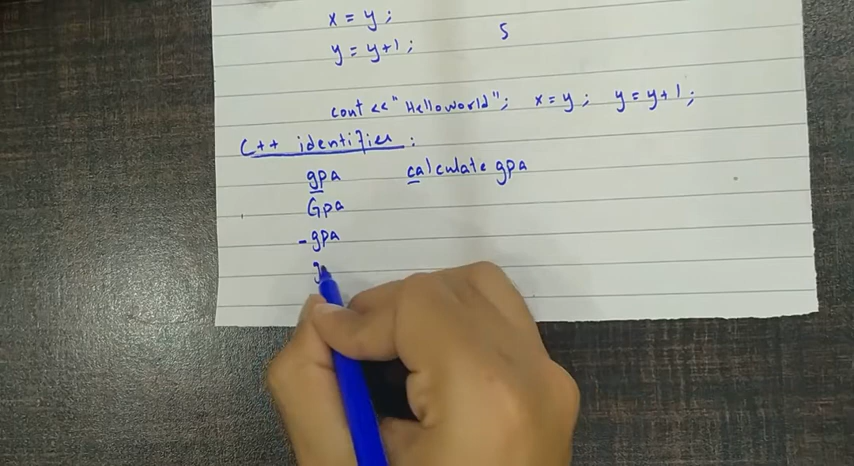 x = y ;
y = y+1 ; 5
cout << "Helloworld" ; x = y ; y = y+1 ;
C++ identifier :
gpa calculate gpa
Gpa
_gpa
g